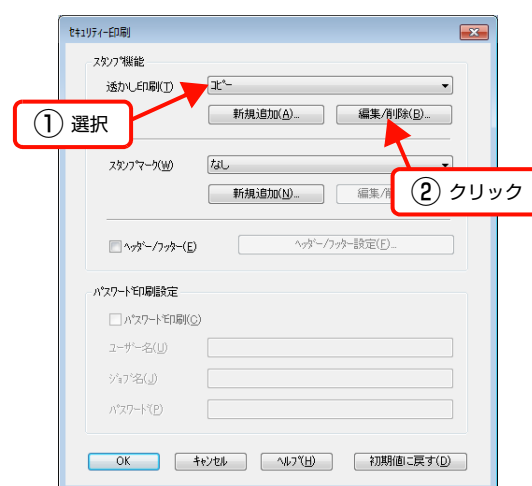 ｾｷｭﾘﾃｨｰ印刷
ｽﾀﾝﾌﾟ機能
透かし印刷(T)
ｺﾋﾟｰ
新規追加(A)...
編集/削除(B)...
① 選択
ｽﾀﾝﾌﾟﾏｰｸ(W)
なし
新規追加(N)...
編集/削
② クリック
ﾍｯﾀﾞｰ/ﾌｯﾀｰ(E)
ﾍｯﾀﾞｰ/ﾌｯﾀｰ設定(F)...
ﾊﾟｽﾜｰﾄﾞ印刷設定
ﾊﾟｽﾜｰﾄﾞ印刷(C)
ﾕｰｻﾞｰ名(U)
ｼﾞｮﾌﾞ名(J)
ﾊﾟｽﾜｰﾄﾞ(P)
OK
ｷｬﾝｾﾙ
ﾍﾙﾌﾟ(H)
初期値に戻す(D)